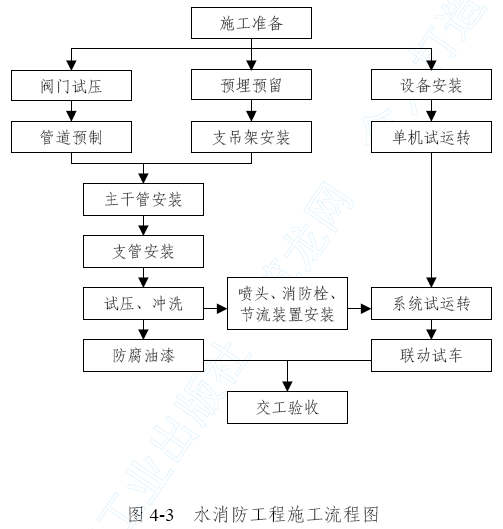 施工准备
阀门试压
预埋预留
设备安装
管道预制
支吊架安装
单机试运转
主干管安装
支管安装
试压、冲洗
喷头、消防栓、
节流装置安装
系统试运转
防腐油漆
联动试车
交工验收
图 4-3 水消防工程施工流程图